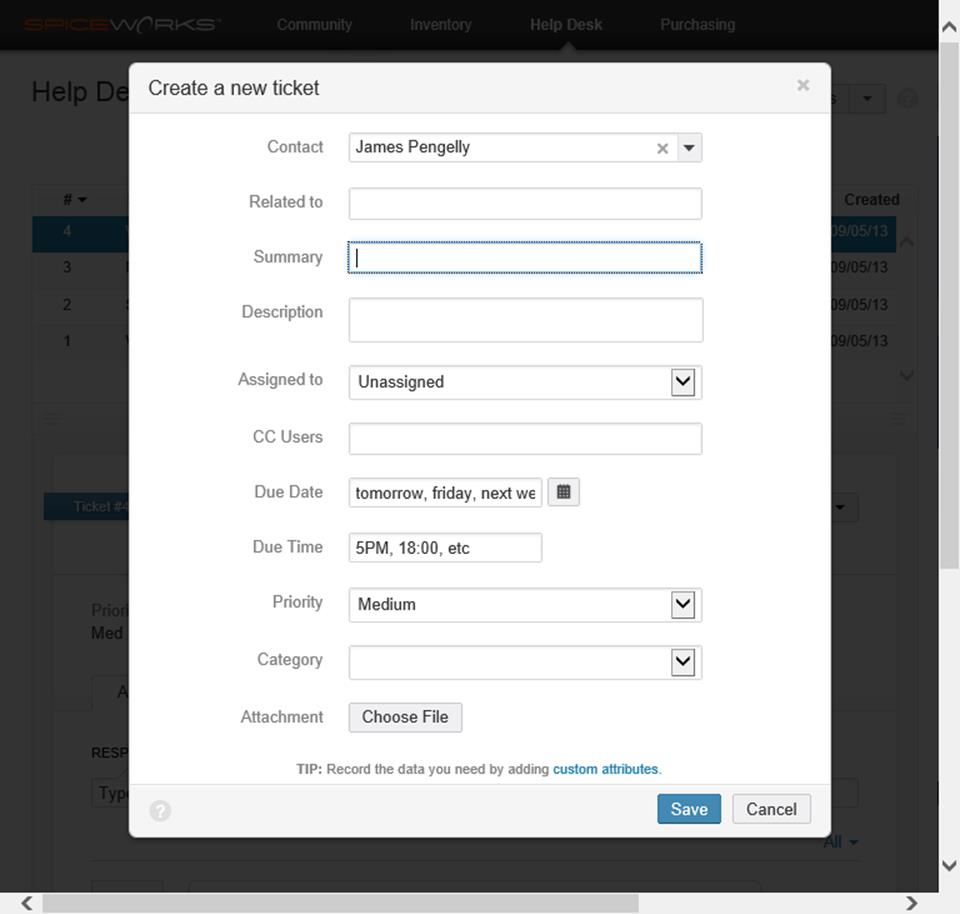 SPICEWORKS™ Community Inventory Help Desk Purchasing
Help De
Create a new ticket ×
Contact James Pengelly ×
Related to
# Created
Summary
4 09/05/13
3 09/05/13
2 09/05/13
1 09/05/13
Description
Assigned to Unassigned
CC Users
Due Date tomorrow, friday, next we
Ticket #4
Due Time 5PM, 18:00, etc
Priority Medium
Priori
Med
Category
A
Attachment Choose File
RESP
TIP: Record the data you need by adding custom attributes.
Type
? Save Cancel
All